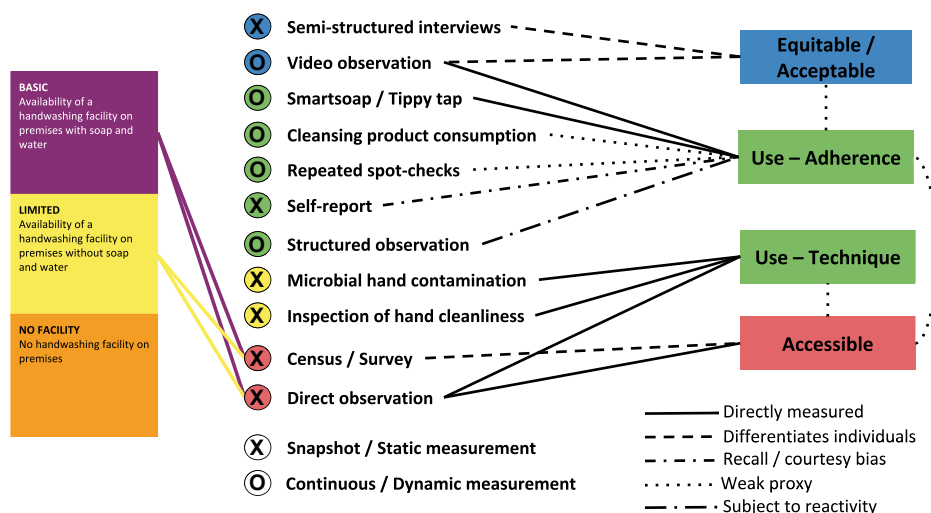 BASIC
Availability of a
handwashing facility on
premises with soap and
water
LIMITED
Availability of a
handwashing facility on
premises without soap
and water
NO FACILITY
No handwashing facility on
premises
X Semi-structured interviews
O Video observation
O Smartsoap / Tippy tap
O Cleansing product consumption
O Repeated spot-checks
X Self-report
O Structured observation
X Microbial hand contamination
X Inspection of hand cleanliness
X Census / Survey
X Direct observation
X Snapshot / Static measurement
O Continuous / Dynamic measurement
Equitable /
Acceptable
Use – Adherence
Use – Technique
Accessible
Directly measured
Differentiates individuals
Recall / courtesy bias
Weak proxy
Subject to reactivity